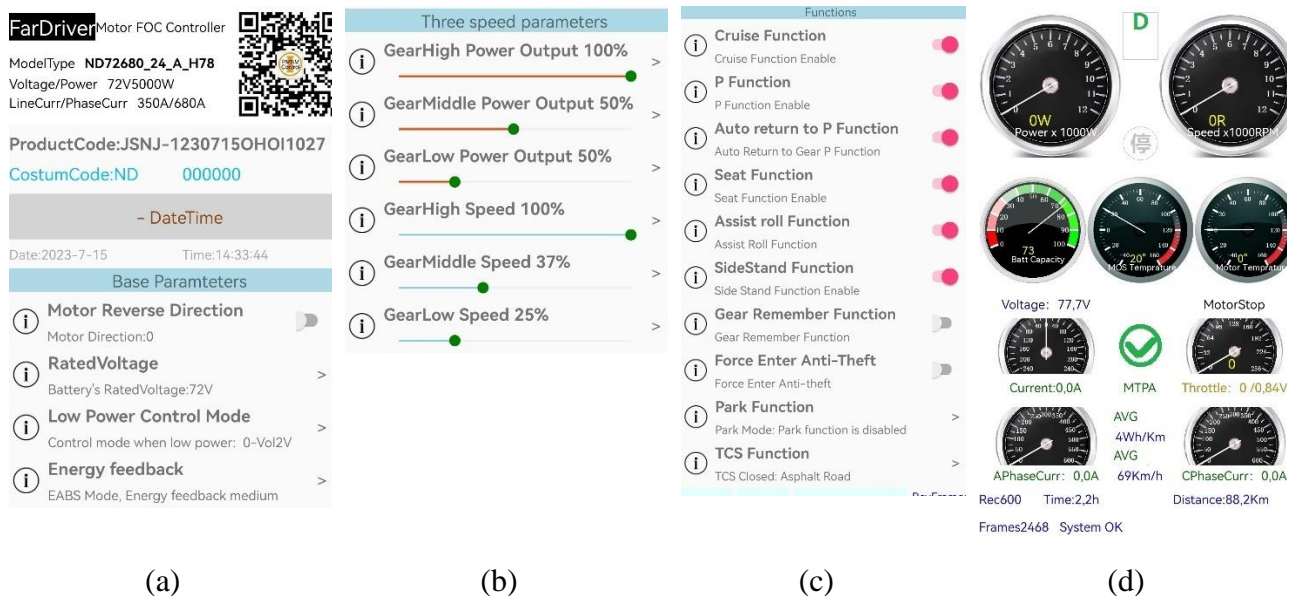 FarDriver Motor FOC Controller
ModelType ND72680_24_A_H78
Voltage/Power 72V5000W
LineCurr/PhaseCurr 350A/680A
ProductCode:JSNJ-1230715OHOI1027
CostumCode:ND 000000
- DateTime
Date:2023-7-15 Time:14:33:44
Base Paramteters
Motor Reverse Direction
Motor Direction:0
RatedVoltage
Battery's RatedVoltage:72V
Low Power Control Mode
Control mode when low power: 0-Vol2V
Energy feedback
EABS Mode, Energy feedback medium
(a)
Three speed parameters
GearHigh Power Output 100%
GearMiddle Power Output 50%
GearLow Power Output 50%
GearHigh Speed 100%
GearMiddle Speed 37%
GearLow Speed 25%
(b)
Functions
Cruise Function
Cruise Function Enable
P Function
P Function Enable
Auto return to P Function
Auto Return to Gear P Function
Seat Function
Seat Function Enable
Assist roll Function
Assist Roll Function
SideStand Function
Side Stand Function Enable
Gear Remember Function
Gear Remember Function
Force Enter Anti-Theft
Force Enter Anti-theft
Park Function
Park Mode: Park function is disabled
TCS Function
TCS Closed: Asphalt Road
(c)
D
0W
Power x 1000W
停
0R
Speed x1000RPM
73
Batt Capacity
20°
MOS Temprature
0°
Motor Temprature
Voltage: 77,7V
MotorStop
Current:0,0A
MTPA
0
Throttle: 0 /0,84V
AVG
4Wh/Km
AVG
69Km/h
APhaseCurr: 0,0A
CPhaseCurr: 0,0A
Rec600 Time:2,2h
Distance:88,2Km
Frames2468 System OK
(d)